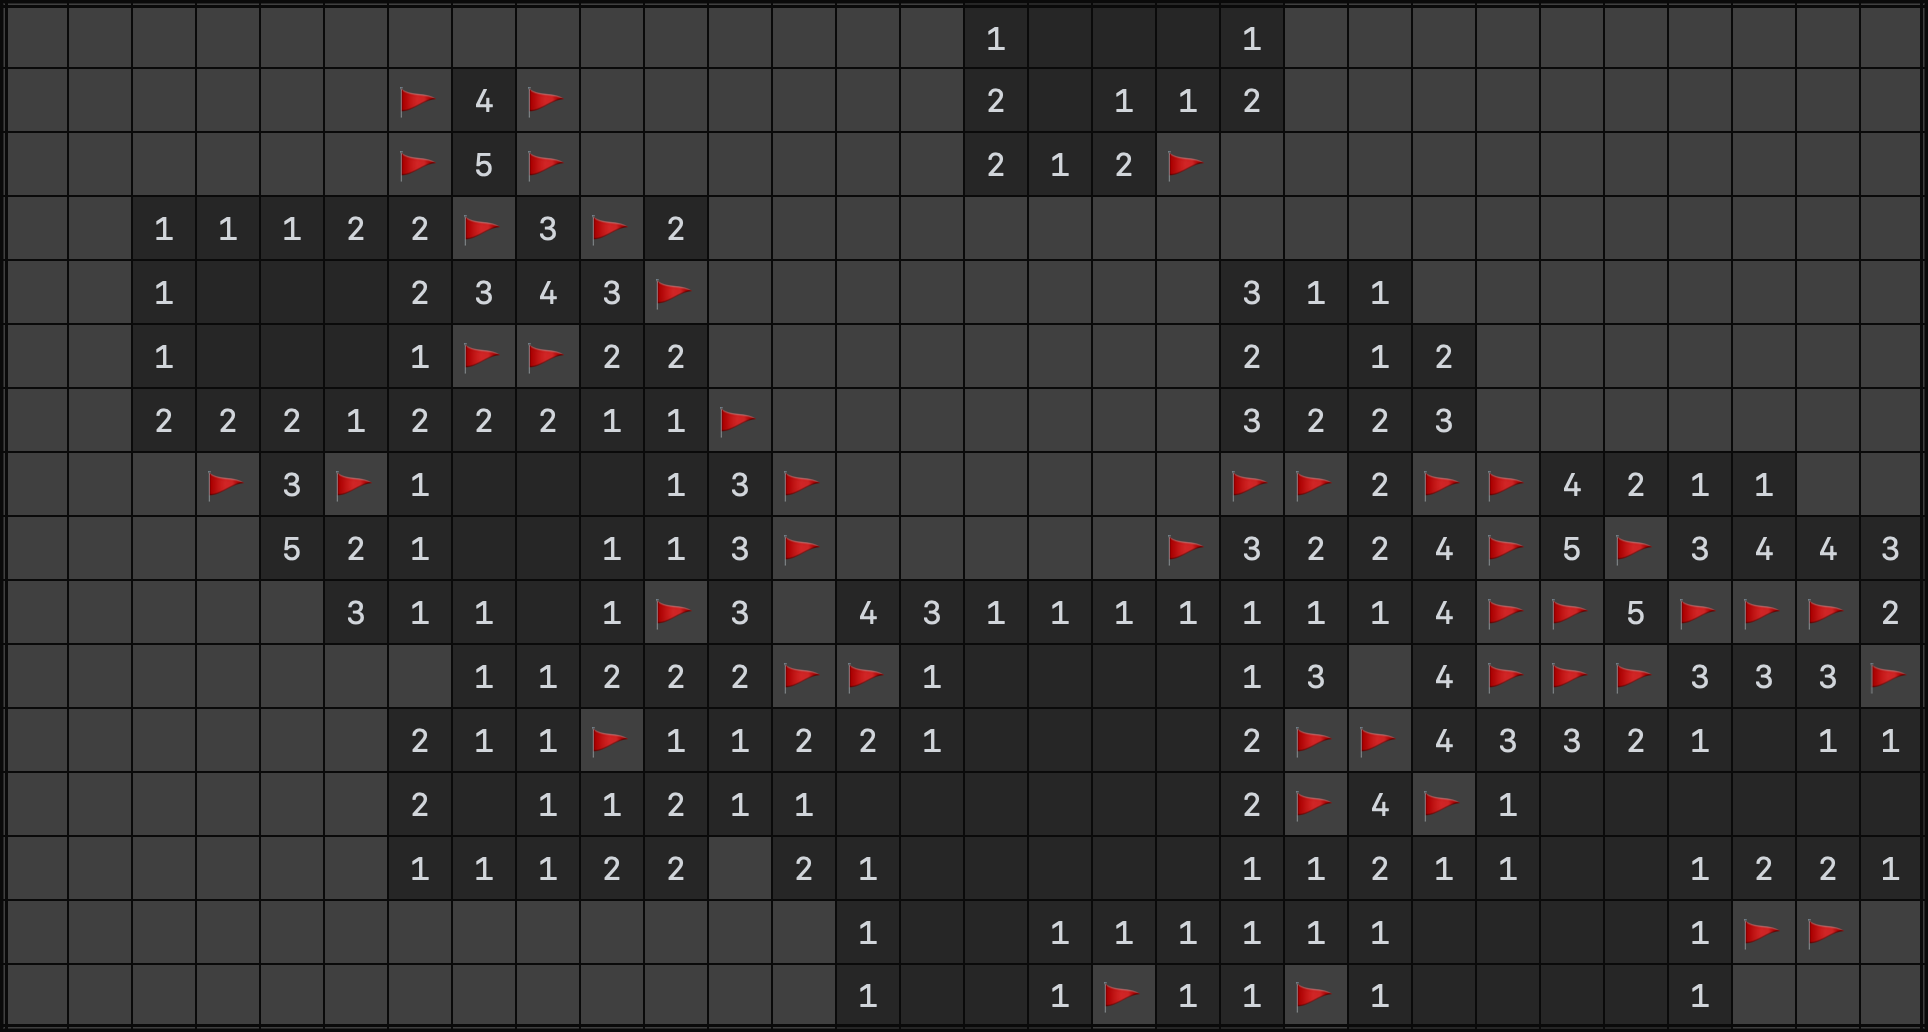 1 1
4 2 1 1 2
5 2 1 2
1 1 1 2 2 3 2
1 2 3 4 3 3 1 1
1 1 2 2 2 1 2
2 2 2 1 2 2 2 1 1 3 2 2 3
3 1 1 3 2 4 2 1 1
5 2 1 1 1 3 3 2 2 4 5 3 4 4 3
3 1 1 1 3 4 3 1 1 1 1 1 1 1 4 5 2
1 1 2 2 2 1 1 3 4 3 3 3
2 1 1 1 1 2 2 1 2 4 3 3 2 1 1 1
2 1 1 2 1 1 2 4 1
1 1 1 2 2 2 1 1 1 2 1 1 1 2 2 1
1 1 1 1 1 1 1 1
1 1 1 1 1 1